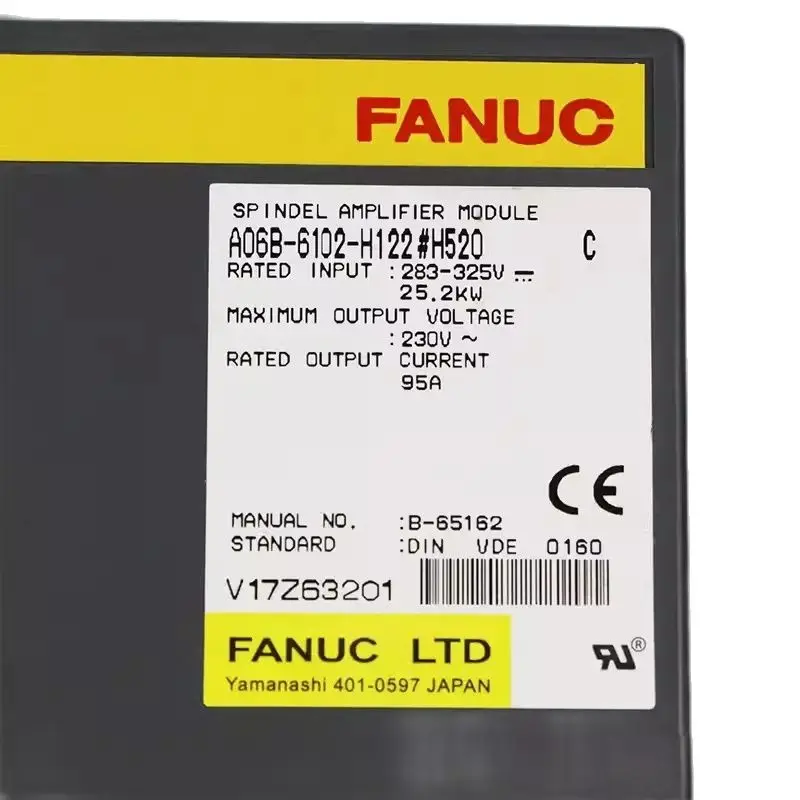 FANUC
SPINDEL AMPLIFIER MODULE
A06B-6102-H122#H520 C
RATED INPUT :283-325V ⎓
25.2KW
MAXIMUM OUTPUT VOLTAGE
:230V ~
RATED OUTPUT CURRENT
95A
CE
MANUAL NO. :B-65162
STANDARD :DIN VDE 0160
V17Z63201
FANUC LTD
Yamanashi 401-0597 JAPAN
RU®